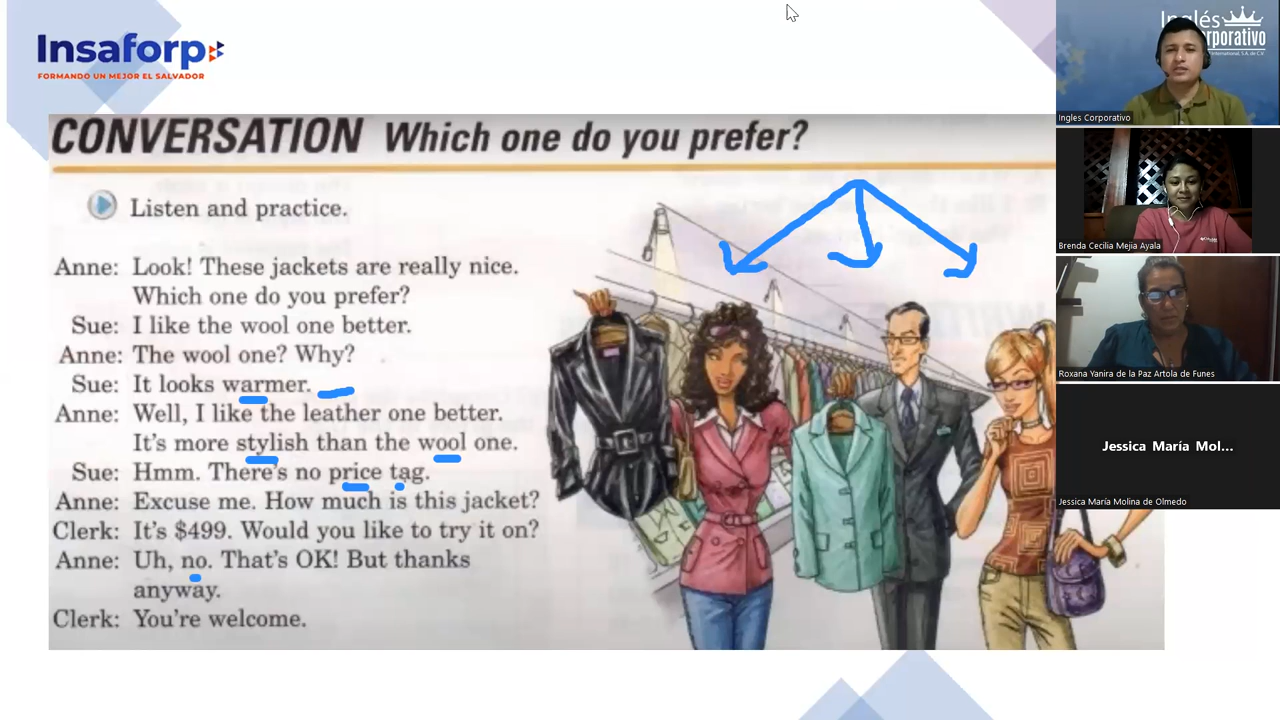 Insaforp
FORMANDO UN MEJOR EL SALVADOR
CONVERSATION Which one do you prefer?
Listen and practice.
Anne: Look! These jackets are really nice.
Which one do you prefer?
Sue: I like the wool one better.
Anne: The wool one? Why?
Sue: It looks warmer.
Anne: Well, I like the leather one better.
It's more stylish than the wool one.
Sue: Hmm. There's no price tag.
Anne: Excuse me. How much is this jacket?
Clerk: It's $499. Would you like to try it on?
Anne: Uh, no. That's OK! But thanks
anyway.
Clerk: You're welcome.
Inglés
Ingles Corporativo
Brenda Cecilia Mejia Ayala
Roxana Yanira de la Paz Artola de Funes
Jessica María Mol...
Jessica María Molina de Olmedo